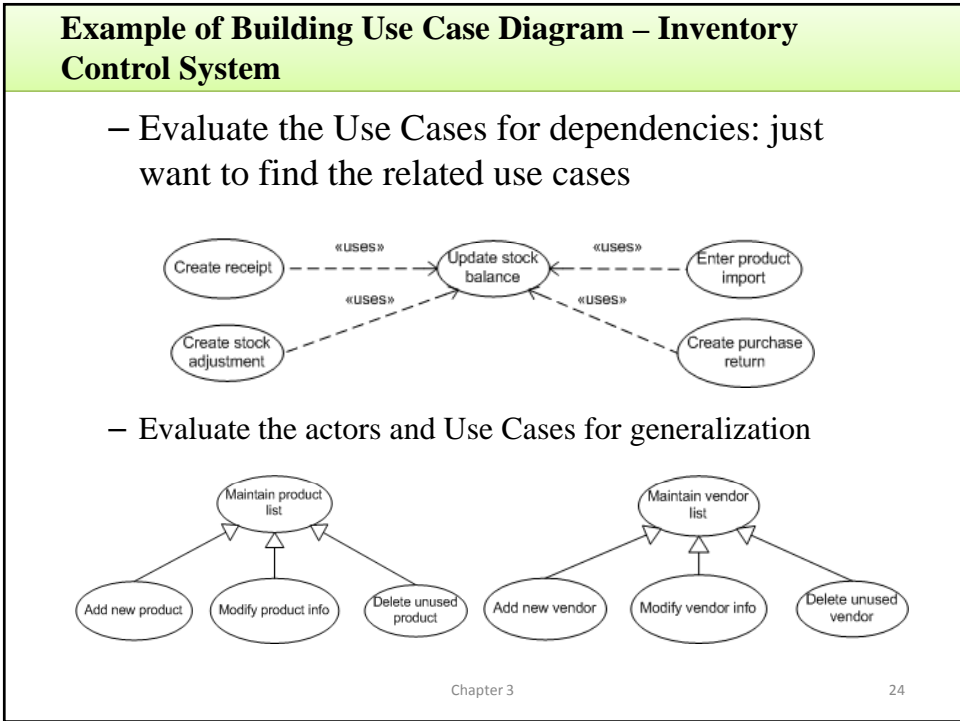 Example of Building Use Case Diagram – Inventory
Control System
– Evaluate the Use Cases for dependencies: just
want to find the related use cases
«uses»
«uses»
Create receipt
Update stock
balance
Enter product
import
«uses»
«uses»
Create stock
adjustment
Create purchase
return
– Evaluate the actors and Use Cases for generalization
Maintain product
list
Maintain vendor
list
Add new product
Modify product info
Delete unused
product
Add new vendor
Modify vendor info
Delete unused
vendor
Chapter 3
24